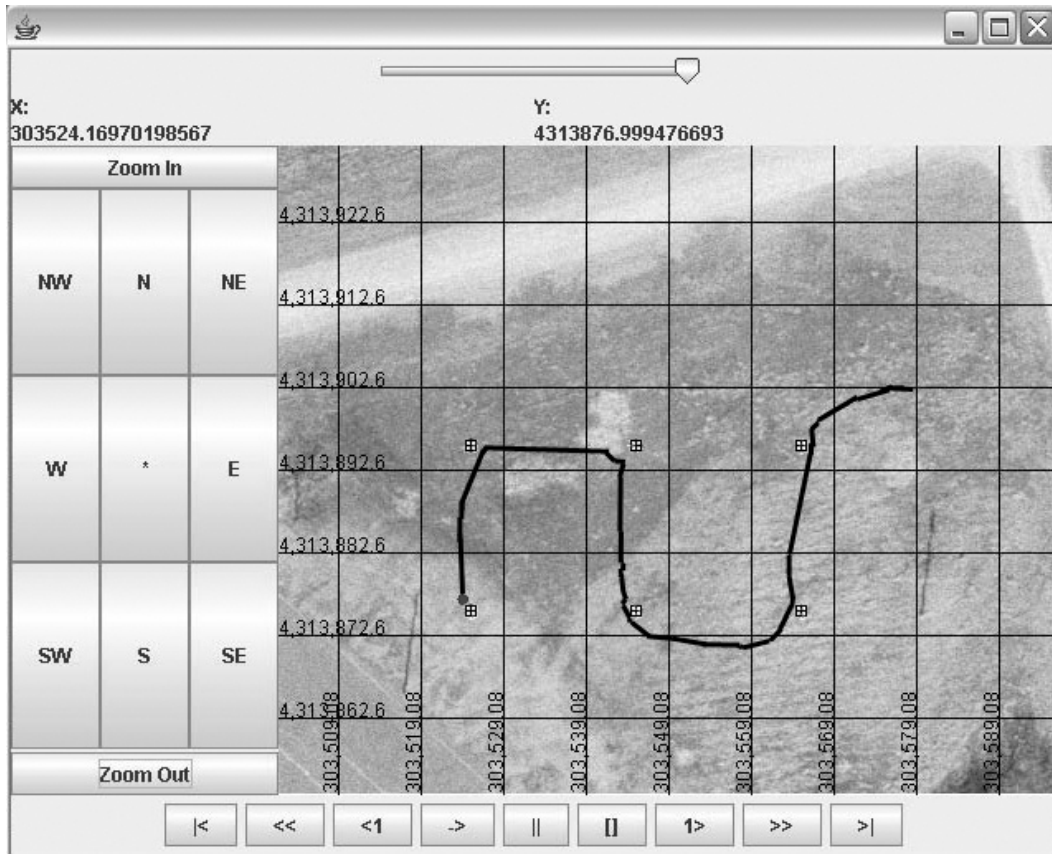 X:
Y:
303524.16970198567
4313876.999476693
Zoom In
NW
N
NE
W
*
E
SW
S
SE
Zoom Out
4,313,922.6
4,313,912.6
4,313,902.6
4,313,892.6
4,313,882.6
4,313,872.6
4,313,862.6
303,509.08
303,519.08
303,529.08
303,539.08
303,549.08
303,559.08
303,569.08
303,579.08
303,589.08
|<
<<
<1
->
||
[]
1>
>>
>|